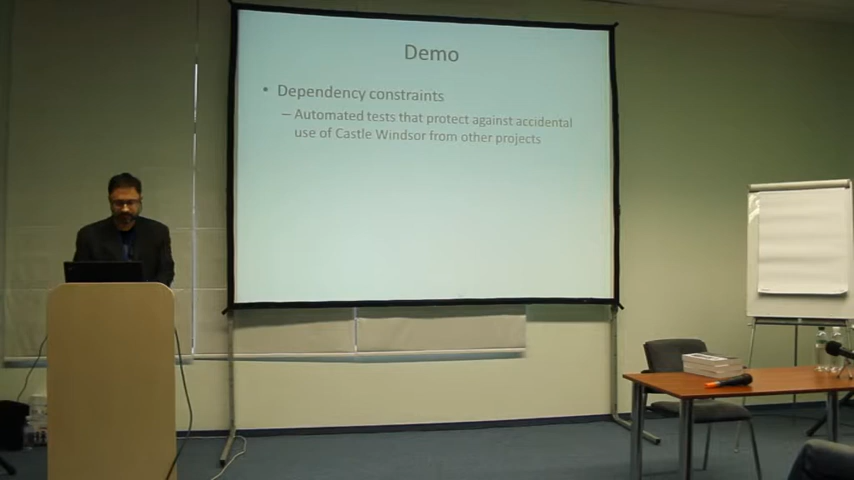 Demo
• Dependency constraints
– Automated tests that protect against accidental
use of Castle Windsor from other projects